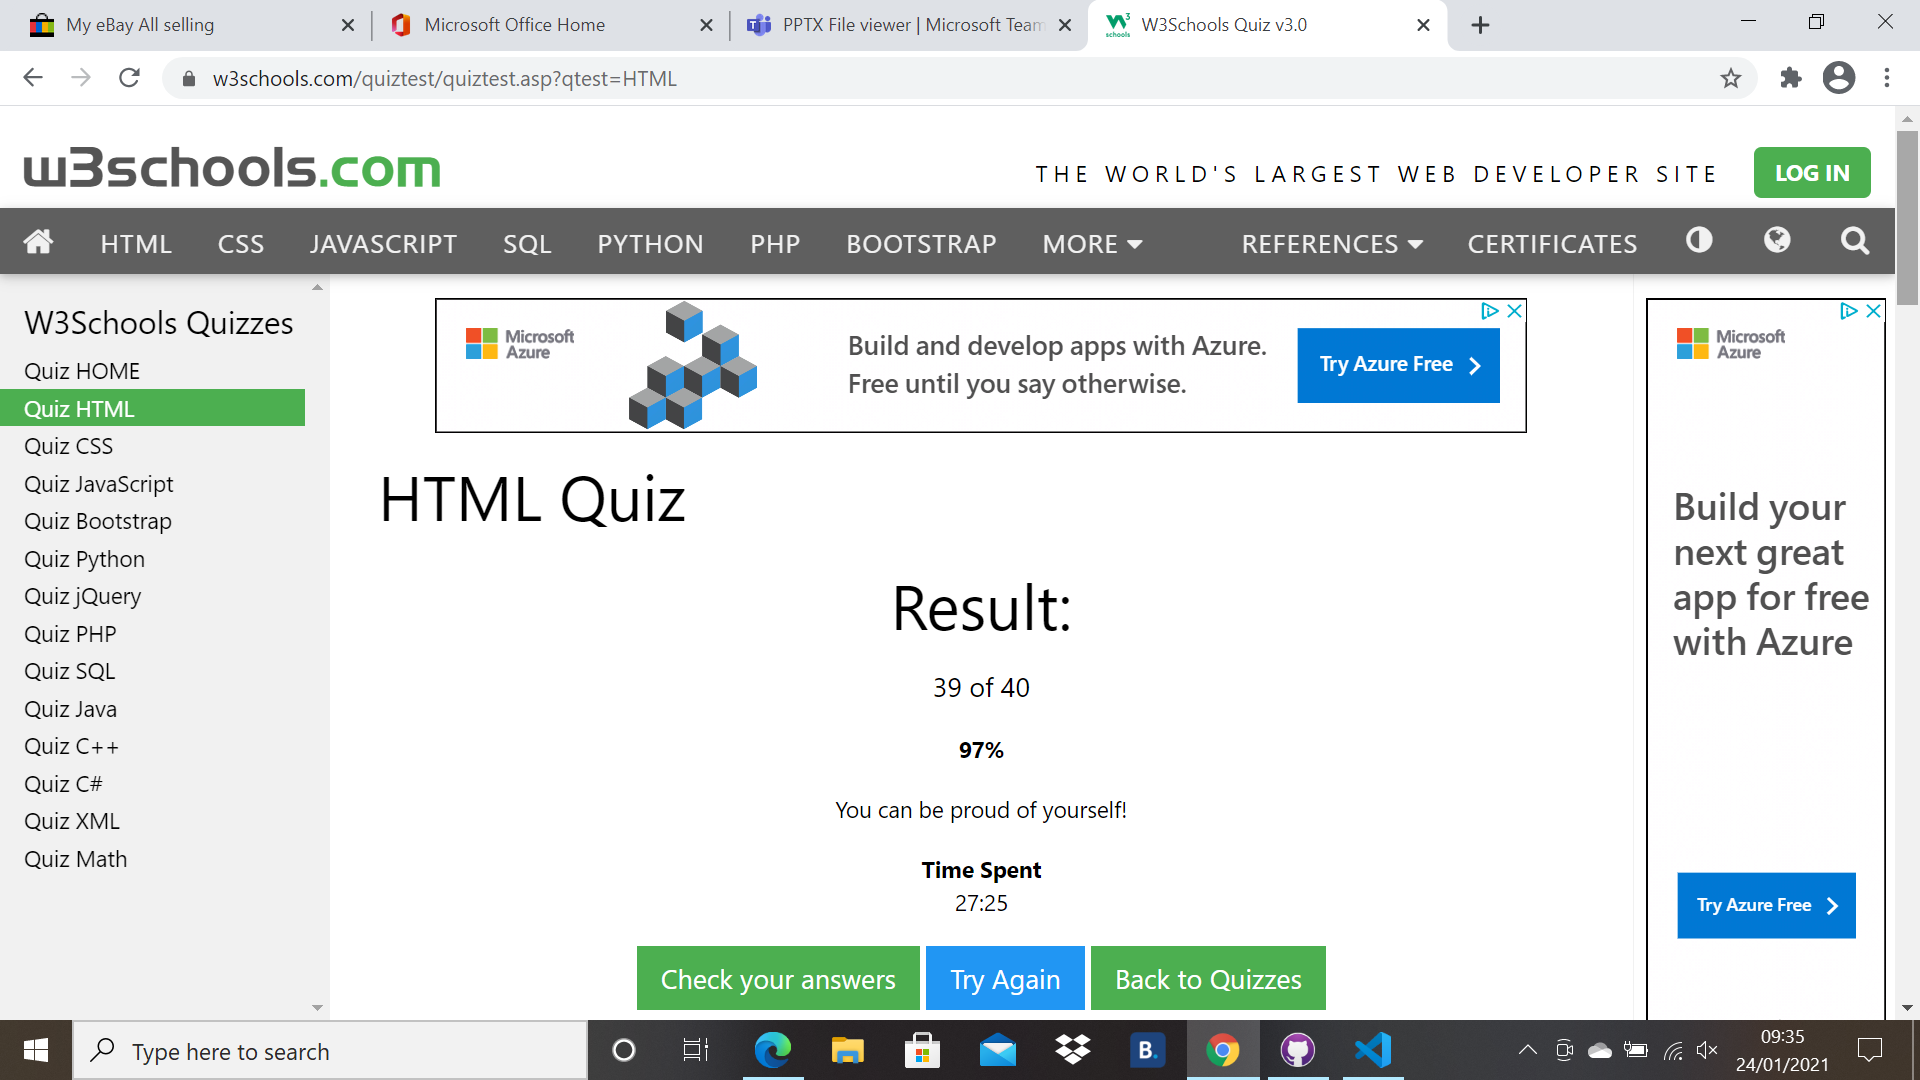 My eBay All selling
Microsoft Office Home
PPTX File viewer | Microsoft Team
W3Schools Quiz v3.0
w3schools.com/quiztest/quiztest.asp?qtest=HTML
w3schools.com
THE WORLD'S LARGEST WEB DEVELOPER SITE
LOG IN
HTML CSS JAVASCRIPT SQL PYTHON PHP BOOTSTRAP MORE REFERENCES CERTIFICATES
W3Schools Quizzes
Quiz HOME
Quiz HTML
Quiz CSS
Quiz JavaScript
Quiz Bootstrap
Quiz Python
Quiz jQuery
Quiz PHP
Quiz SQL
Quiz Java
Quiz C++
Quiz C#
Quiz XML
Quiz Math
Microsoft
Azure
Build and develop apps with Azure.
Free until you say otherwise.
Try Azure Free
HTML Quiz
Result:
39 of 40
97%
You can be proud of yourself!
Time Spent
27:25
Check your answers
Try Again
Back to Quizzes
Microsoft
Azure
Build your
next great
app for free
with Azure
Try Azure Free
Type here to search
B.
09:35
24/01/2021